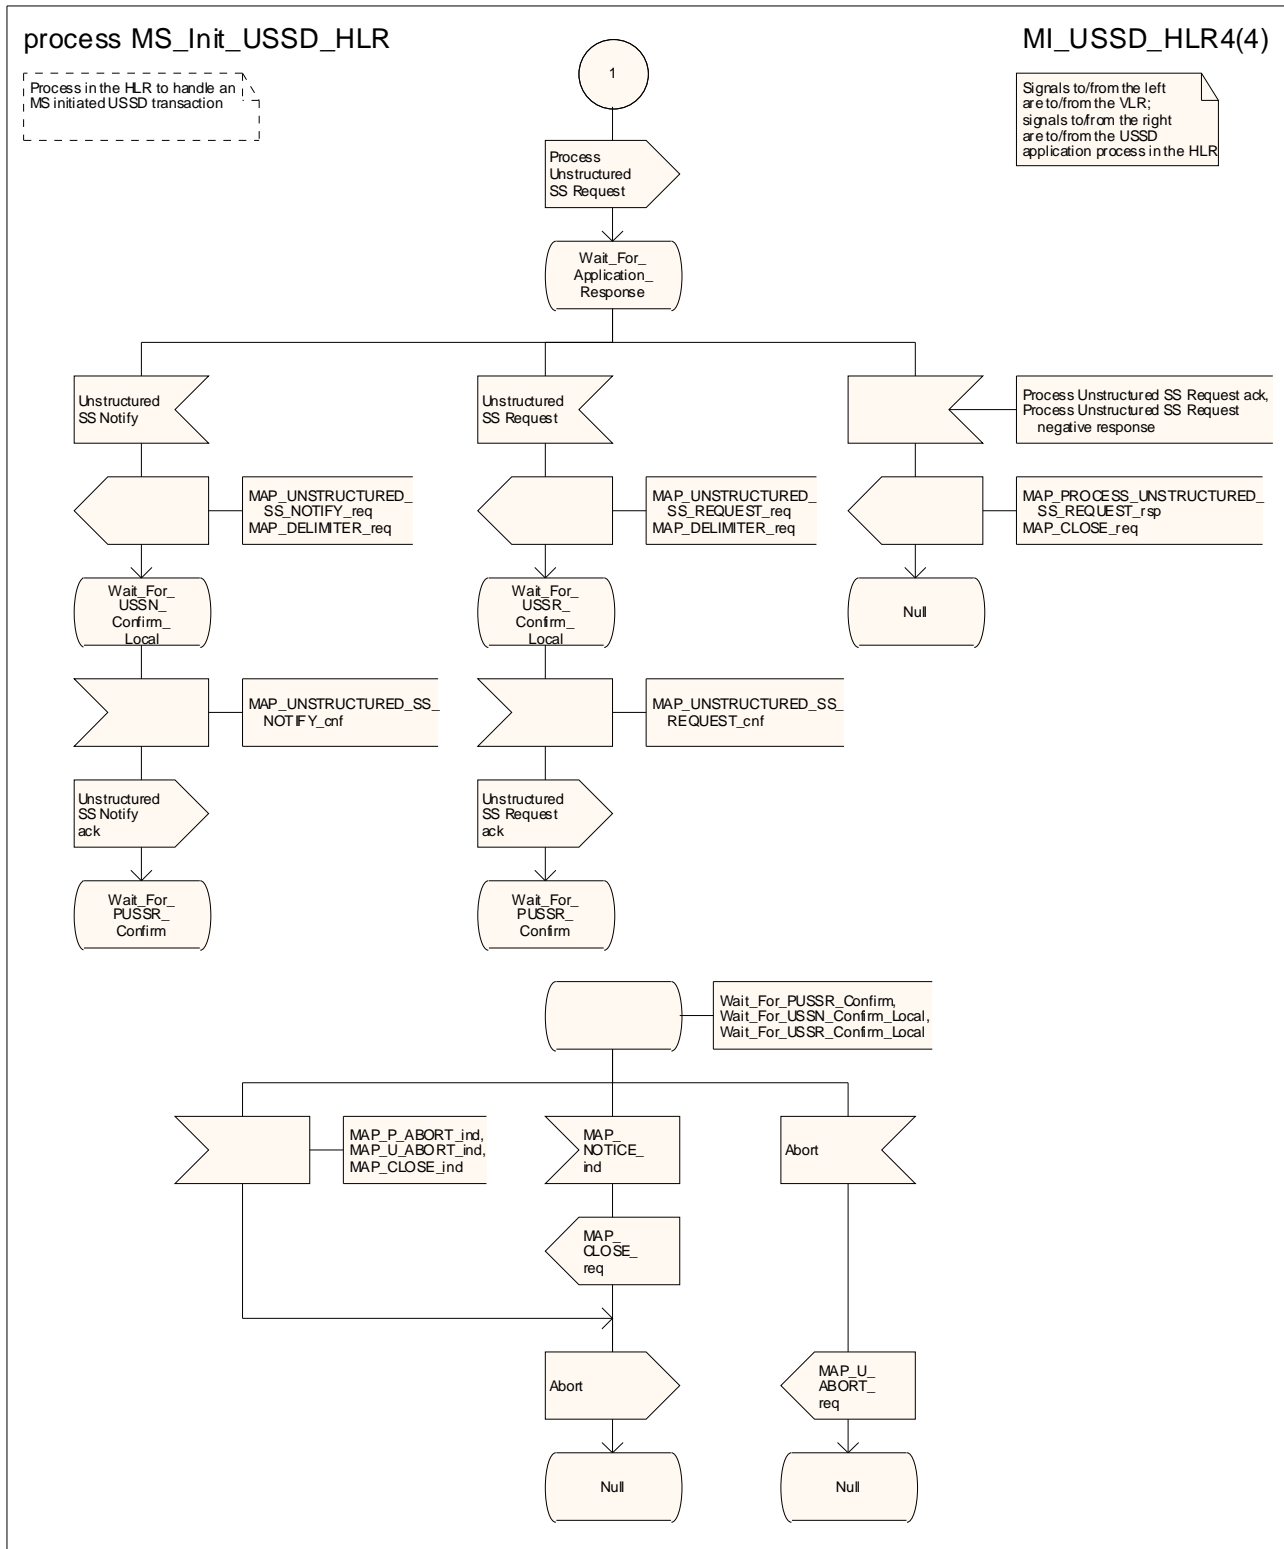 process MS_Init_USSD_HLR
MI_USSD_HLR4(4)
Process in the HLR to handle an
MS initiated USSD transaction
1
Signals to/from the left
are to/from the VLR;
signals to/from the right
are to/from the USSD
application process in the HLR
Process
Unstructured
SS Request
Wait_For_
Application_
Response
Unstructured
SS Notify
Unstructured
SS Request
Process Unstructured SS Request ack,
Process Unstructured SS Request
negative response
MAP_UNSTRUCTURED_
SS_NOTIFY_req
MAP_DELIMITER_req
MAP_UNSTRUCTURED_
SS_REQUEST_req
MAP_DELIMITER_req
MAP_PROCESS_UNSTRUCTURED_
SS_REQUEST_rsp
MAP_CLOSE_req
Wait_For_
USSN_
Confirm_
Local
Wait_For_
USSR_
Confirm_
Local
Null
MAP_UNSTRUCTURED_SS_
NOTIFY_cnf
MAP_UNSTRUCTURED_SS_
REQUEST_cnf
Unstructured
SS Notify
ack
Unstructured
SS Request
ack
Wait_For_
PUSSR_
Confirm
Wait_For_
PUSSR_
Confirm
Wait_For_PUSSR_Confirm,
Wait_For_USSN_Confirm_Local,
Wait_For_USSR_Confirm_Local
MAP_P_ABORT_ind,
MAP_U_ABORT_ind,
MAP_CLOSE_ind
MAP_
NOTICE_
ind
Abort
MAP_
CLOSE_
req
Abort
MAP_U_
ABORT_
req
Null
Null